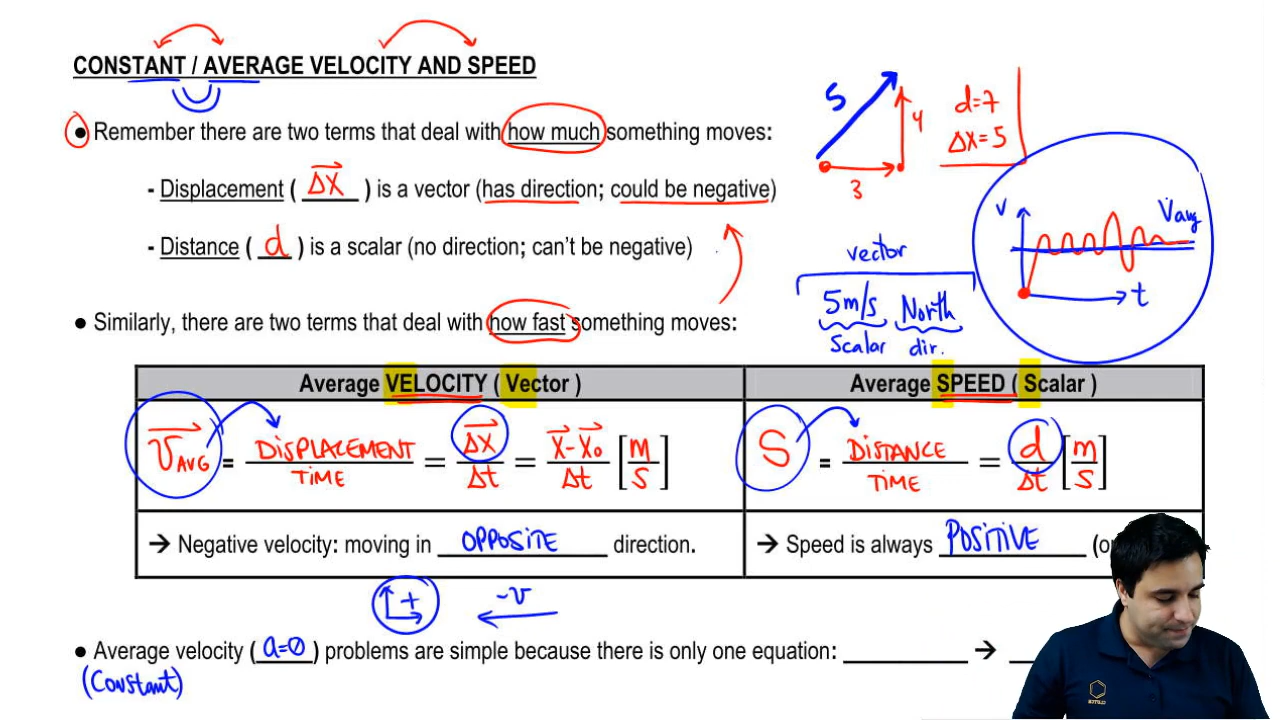 CONSTANT / AVERAGE VELOCITY AND SPEED
● Remember there are two terms that deal with how much something moves:
- Displacement ( Δx ) is a vector (has direction; could be negative)
- Distance ( d ) is a scalar (no direction; can't be negative)
● Similarly, there are two terms that deal with how fast something moves:
5
4
3
d=7
Δx=5
V
Vavg
t
vector
5m/s North
Scalar dir.
Average VELOCITY ( Vector )
Average SPEED ( Scalar )
v⃗AVG = DISPLACEMENT / TIME = Δx⃗ / Δt = x⃗-x⃗₀ / Δt [m/s]
S = DISTANCE / TIME = d / Δt [m/s]
→ Negative velocity: moving in OPPOSITE direction.
→ Speed is always POSITIVE (o
+
-v
● Average velocity ( a=0 ) problems are simple because there is only one equation: ______ →
(Constant)